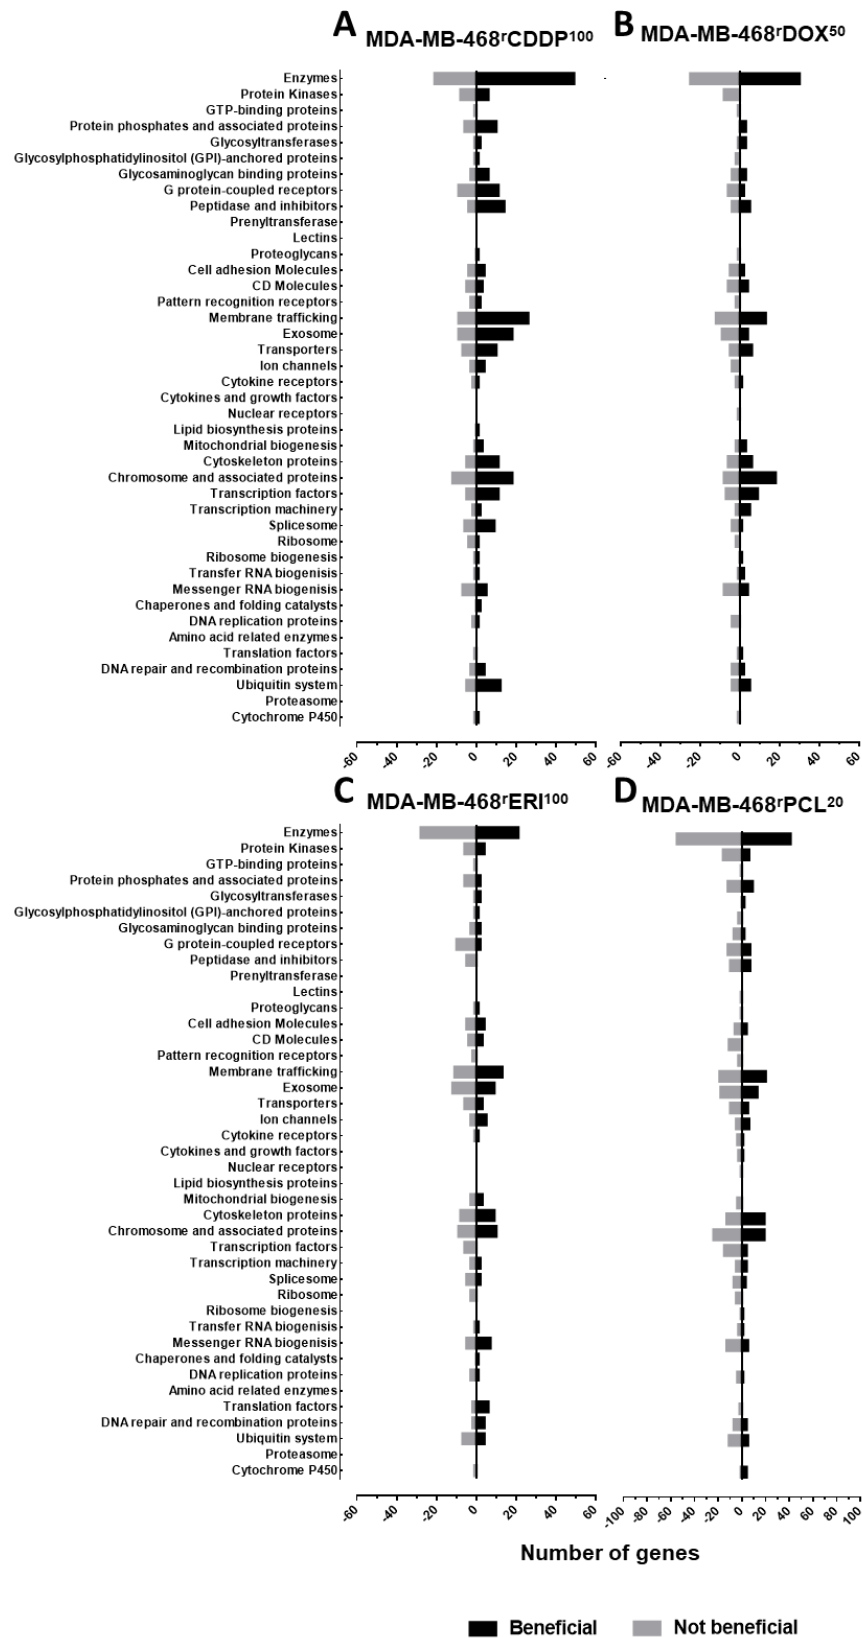 A MDA-MB-468rCDDP100 B MDA-MB-468rDOX50
Enzymes
Protein Kinases
GTP-binding proteins
Protein phosphates and associated proteins
Glycosyltransferases
Glycosylphosphatidylinositol (GPI)-anchored proteins
Glycosaminoglycan binding proteins
G protein-coupled receptors
Peptidase and inhibitors
Prenyltransferase
Lectins
Proteoglycans
Cell adhesion Molecules
CD Molecules
Pattern recognition receptors
Membrane trafficking
Exosome
Transporters
Ion channels
Cytokine receptors
Cytokines and growth factors
Nuclear receptors
Lipid biosynthesis proteins
Mitochondrial biogenesis
Cytoskeleton proteins
Chromosome and associated proteins
Transcription factors
Transcription machinery
Splicesome
Ribosome
Ribosome biogenesis
Transfer RNA biogenisis
Messenger RNA biogenisis
Chaperones and folding catalysts
DNA replication proteins
Amino acid related enzymes
Translation factors
DNA repair and recombination proteins
Ubiquitin system
Proteasome
Cytochrome P450
-60 -40 -20 0 20 40 60 -60 -40 -20 0 20 40 60
C MDA-MB-468rERI100 D MDA-MB-468rPCL20
Enzymes
Protein Kinases
GTP-binding proteins
Protein phosphates and associated proteins
Glycosyltransferases
Glycosylphosphatidylinositol (GPI)-anchored proteins
Glycosaminoglycan binding proteins
G protein-coupled receptors
Peptidase and inhibitors
Prenyltransferase
Lectins
Proteoglycans
Cell adhesion Molecules
CD Molecules
Pattern recognition receptors
Membrane trafficking
Exosome
Transporters
Ion channels
Cytokine receptors
Cytokines and growth factors
Nuclear receptors
Lipid biosynthesis proteins
Mitochondrial biogenesis
Cytoskeleton proteins
Chromosome and associated proteins
Transcription factors
Transcription machinery
Splicesome
Ribosome
Ribosome biogenesis
Transfer RNA biogenisis
Messenger RNA biogenisis
Chaperones and folding catalysts
DNA replication proteins
Amino acid related enzymes
Translation factors
DNA repair and recombination proteins
Ubiquitin system
Proteasome
Cytochrome P450
-60 -40 -20 0 20 40 60 -100 -80 -60 -40 -20 0 20 40 60 80 100
Number of genes
Beneficial Not beneficial